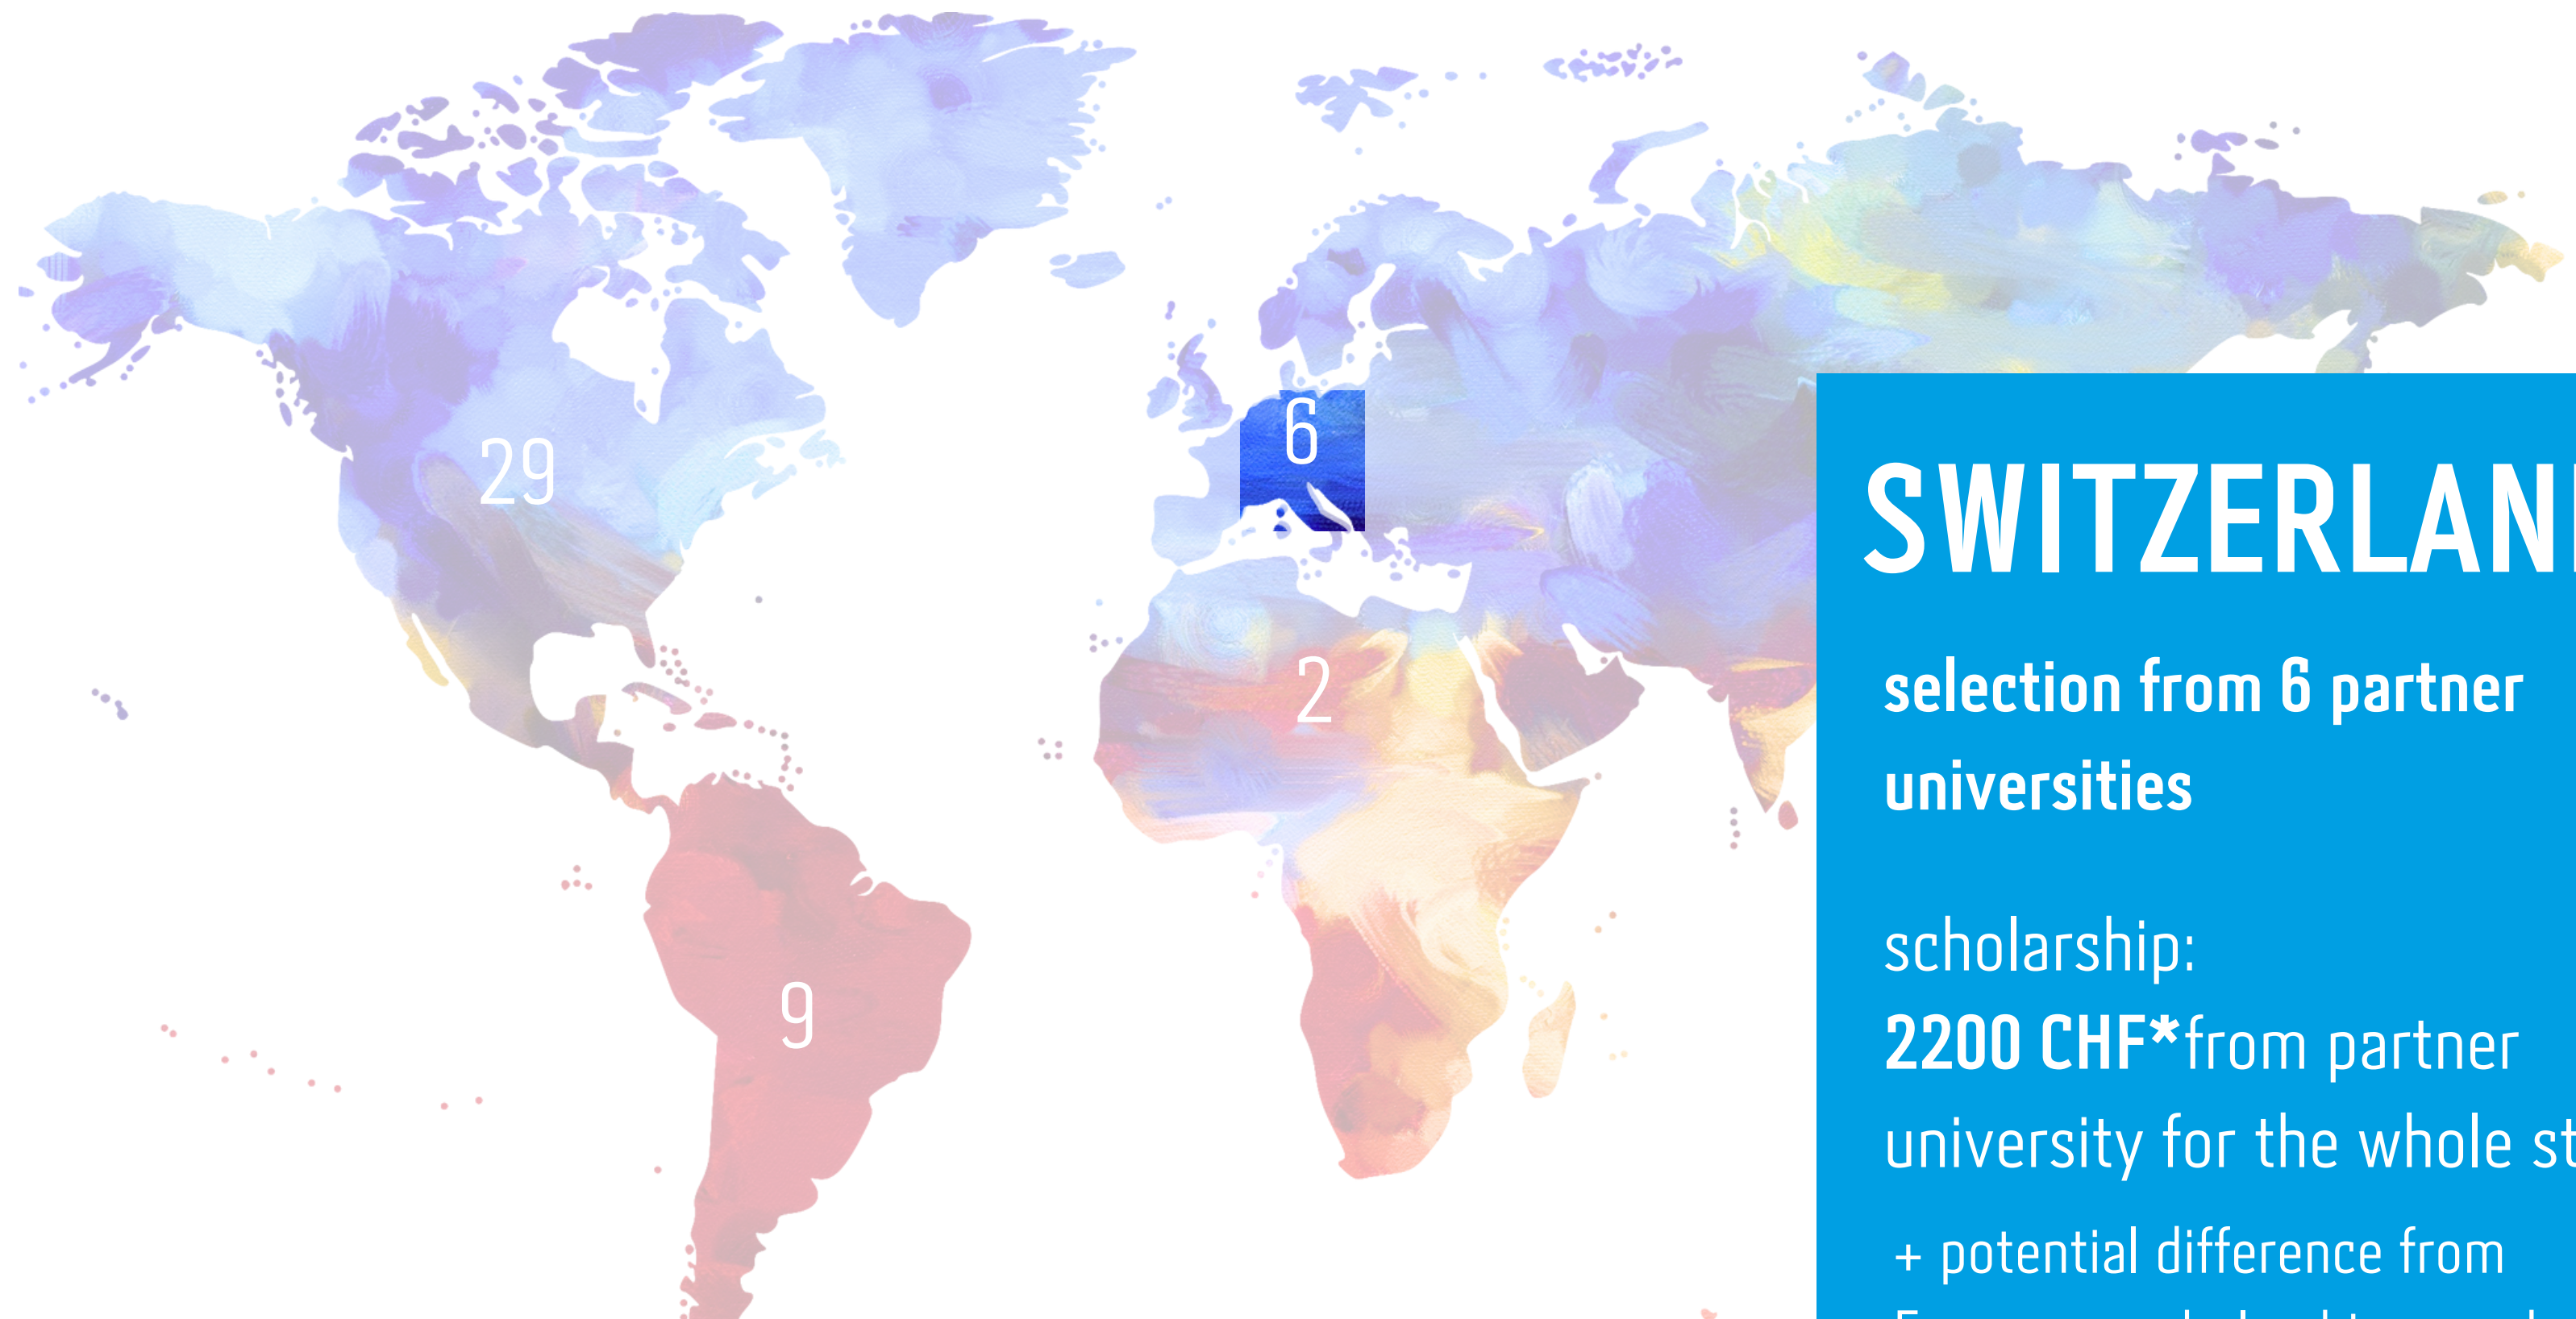 29
6
2
9
SWITZERLAN
selection from 6 partner
universities
scholarship:
2200 CHF*from partner
university for the whole st
+ potential difference from